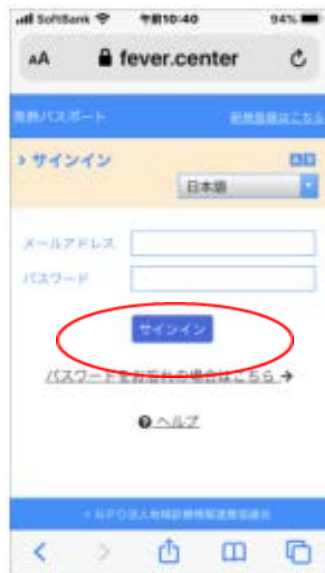 SoftBank 午前10:40 94%
AA fever.center
発熱パスポート 新規登録はこちら
> サインイン
日本語
メールアドレス
パスワード
サインイン
パスワードをお忘れの場合はこちら →
ヘルプ